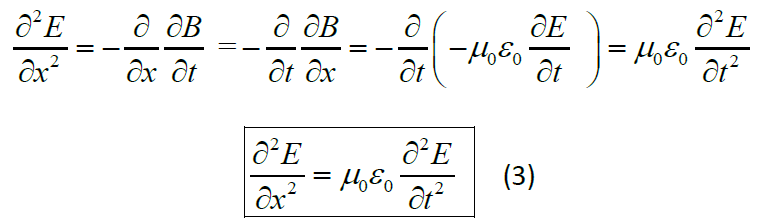 ∂²E/∂x² = −∂/∂x ∂B/∂t = −∂/∂t ∂B/∂x = −∂/∂t (−μ₀ε₀ ∂E/∂t) = μ₀ε₀ ∂²E/∂t²
∂²E/∂x² = μ₀ε₀ ∂²E/∂t² (3)